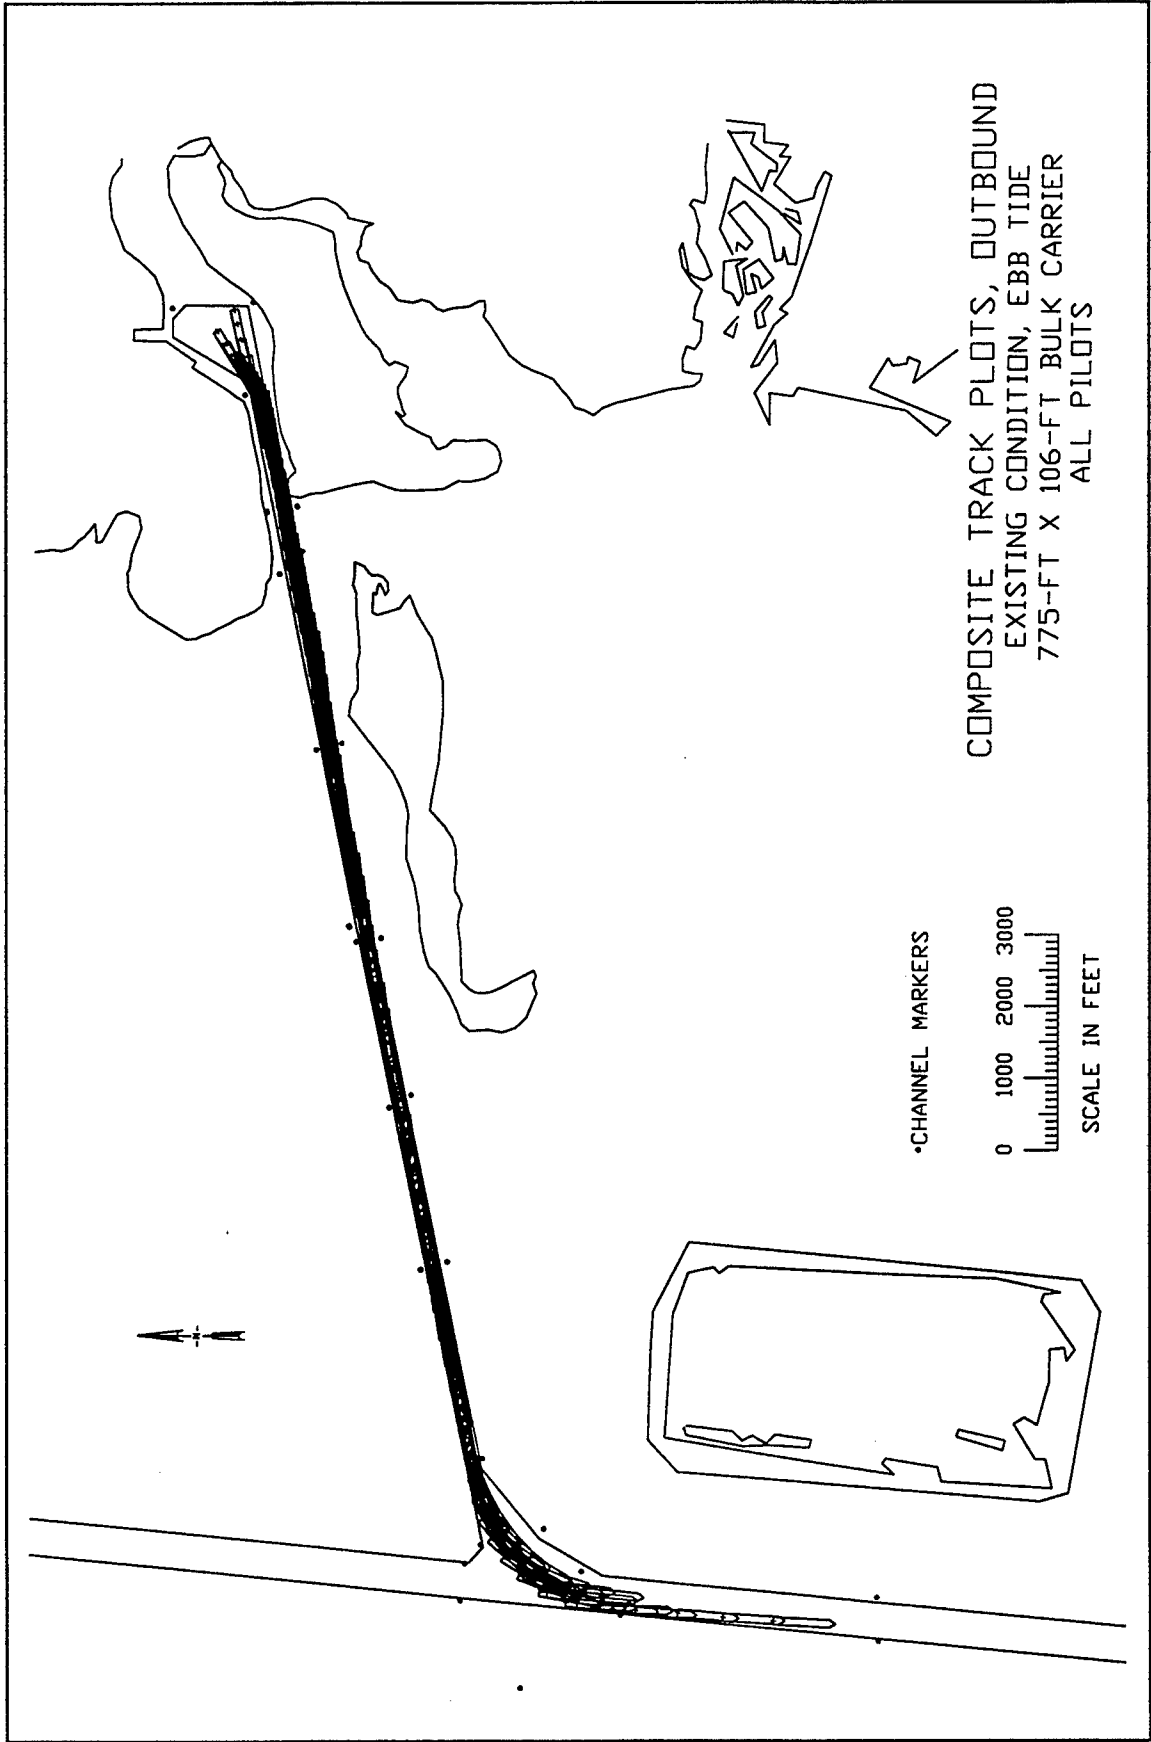 COMPOSITE TRACK PLOTS, OUTBOUND
EXISTING CONDITION, EBB TIDE
775-FT X 106-FT BULK CARRIER
ALL PILOTS
•CHANNEL MARKERS
0 1000 2000 3000
SCALE IN FEET
N